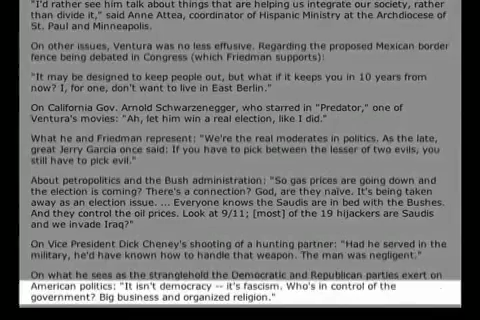 "I'd rather see him talk about things that are helping us integrate our society, rather
than divide it," said Anne Attea, coordinator of Hispanic Ministry at the Archdiocese of
St. Paul and Minneapolis.
On other issues, Ventura was no less effusive. Regarding the proposed Mexican border
fence being debated in Congress (which Friedman supports):
"It may be designed to keep people out, but what if it keeps you in 10 years from
now? I, for one, don't want to live in East Berlin."
On California Gov. Arnold Schwarzenegger, who starred in "Predator," one of
Ventura's movies: "Ah, let him win a real election, like I did."
What he and Friedman represent: "We're the real moderates in politics. As the late,
great Jerry Garcia once said: If you have to pick between the lesser of two evils, you
still have to pick evil."
About petropolitics and the Bush administration: "So gas prices are going down and
the election is coming? There's a connection? God, are they naive. It's being taken
away as an election issue. ... Everyone knows the Saudis are in bed with the Bushes.
And they control the oil prices. Look at 9/11; [most] of the 19 hijackers are Saudis
and we invade Iraq?"
On Vice President Dick Cheney's shooting of a hunting partner: "Had he served in the
military, he'd have known how to handle that weapon. The man was negligent."
On what he sees as the stranglehold the Democratic and Republican parties exert on
American politics: "It isn't democracy -- it's fascism. Who's in control of the
government? Big business and organized religion."